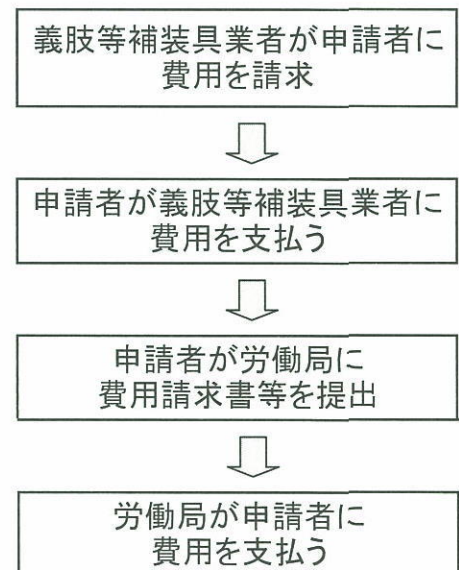 義肢等補装具業者が申請者に
費用を請求
申請者が義肢等補装具業者に
費用を支払う
申請者が労働局に
費用請求書等を提出
労働局が申請者に
費用を支払う